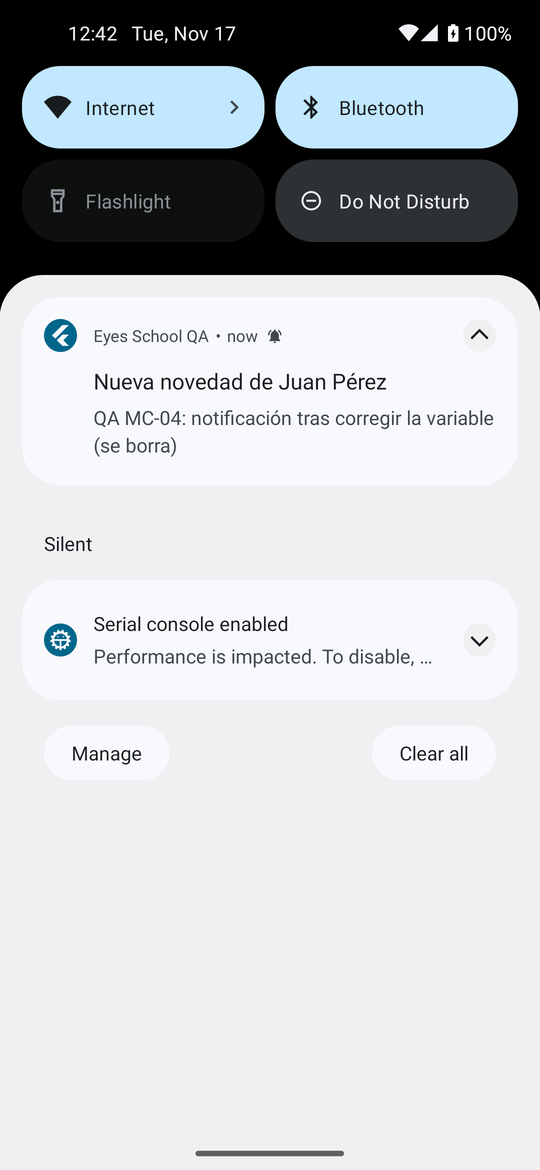 12:42 Tue, Nov 17
100%
Internet
Bluetooth
Flashlight
Do Not Disturb
Eyes School QA • now
Nueva novedad de Juan Pérez
QA MC-04: notificación tras corregir la variable
(se borra)
Silent
Serial console enabled
Performance is impacted. To disable, ...
Manage
Clear all